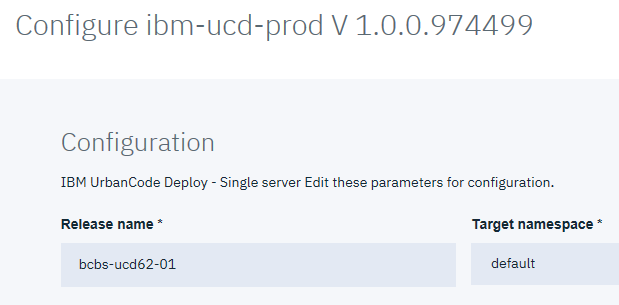 Configure ibm-ucd-prod V 1.0.0.974499
Configuration
IBM UrbanCode Deploy - Single server Edit these parameters for configuration.
Release name * Target namespace *
bcbs-ucd62-01 default